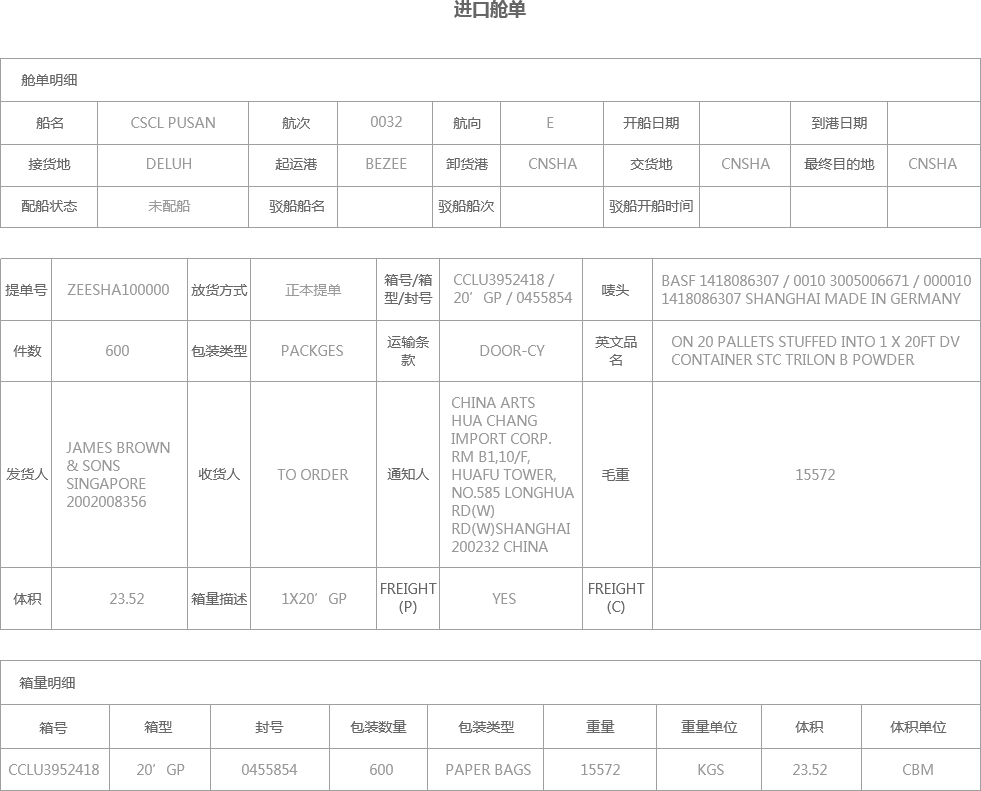 进口舱单
舱单明细
船名 CSCL PUSAN 航次 0032 航向 E 开船日期 到港日期
接货地 DELUH 起运港 BEZEE 卸货港 CNSHA 交货地 CNSHA 最终目的地 CNSHA
配船状态 未配船 驳船船名 驳船船次 驳船开船时间
提单号 ZEESHA100000 放货方式 正本提单
箱号/箱
型/封号
CCLU3952418 /
20’ GP / 0455854
唛头
BASF 1418086307 / 0010 3005006671 / 000010
1418086307 SHANGHAI MADE IN GERMANY
件数 600 包装类型 PACKGES
运输条
款
DOOR-CY
英文品
名
ON 20 PALLETS STUFFED INTO 1 X 20FT DV
CONTAINER STC TRILON B POWDER
发货人
JAMES BROWN
& SONS
SINGAPORE
2002008356
收货人 TO ORDER 通知人
CHINA ARTS
HUA CHANG
IMPORT CORP.
RM B1,10/F,
HUAFU TOWER,
NO.585 LONGHUA
RD(W)
RD(W)SHANGHAI
200232 CHINA
毛重 15572
体积 23.52 箱量描述 1X20’ GP
FREIGHT
(P)
YES
FREIGHT
(C)
箱量明细
箱号 箱型 封号 包装数量 包装类型 重量 重量单位 体积 体积单位
CCLU3952418 20’ GP 0455854 600 PAPER BAGS 15572 KGS 23.52 CBM